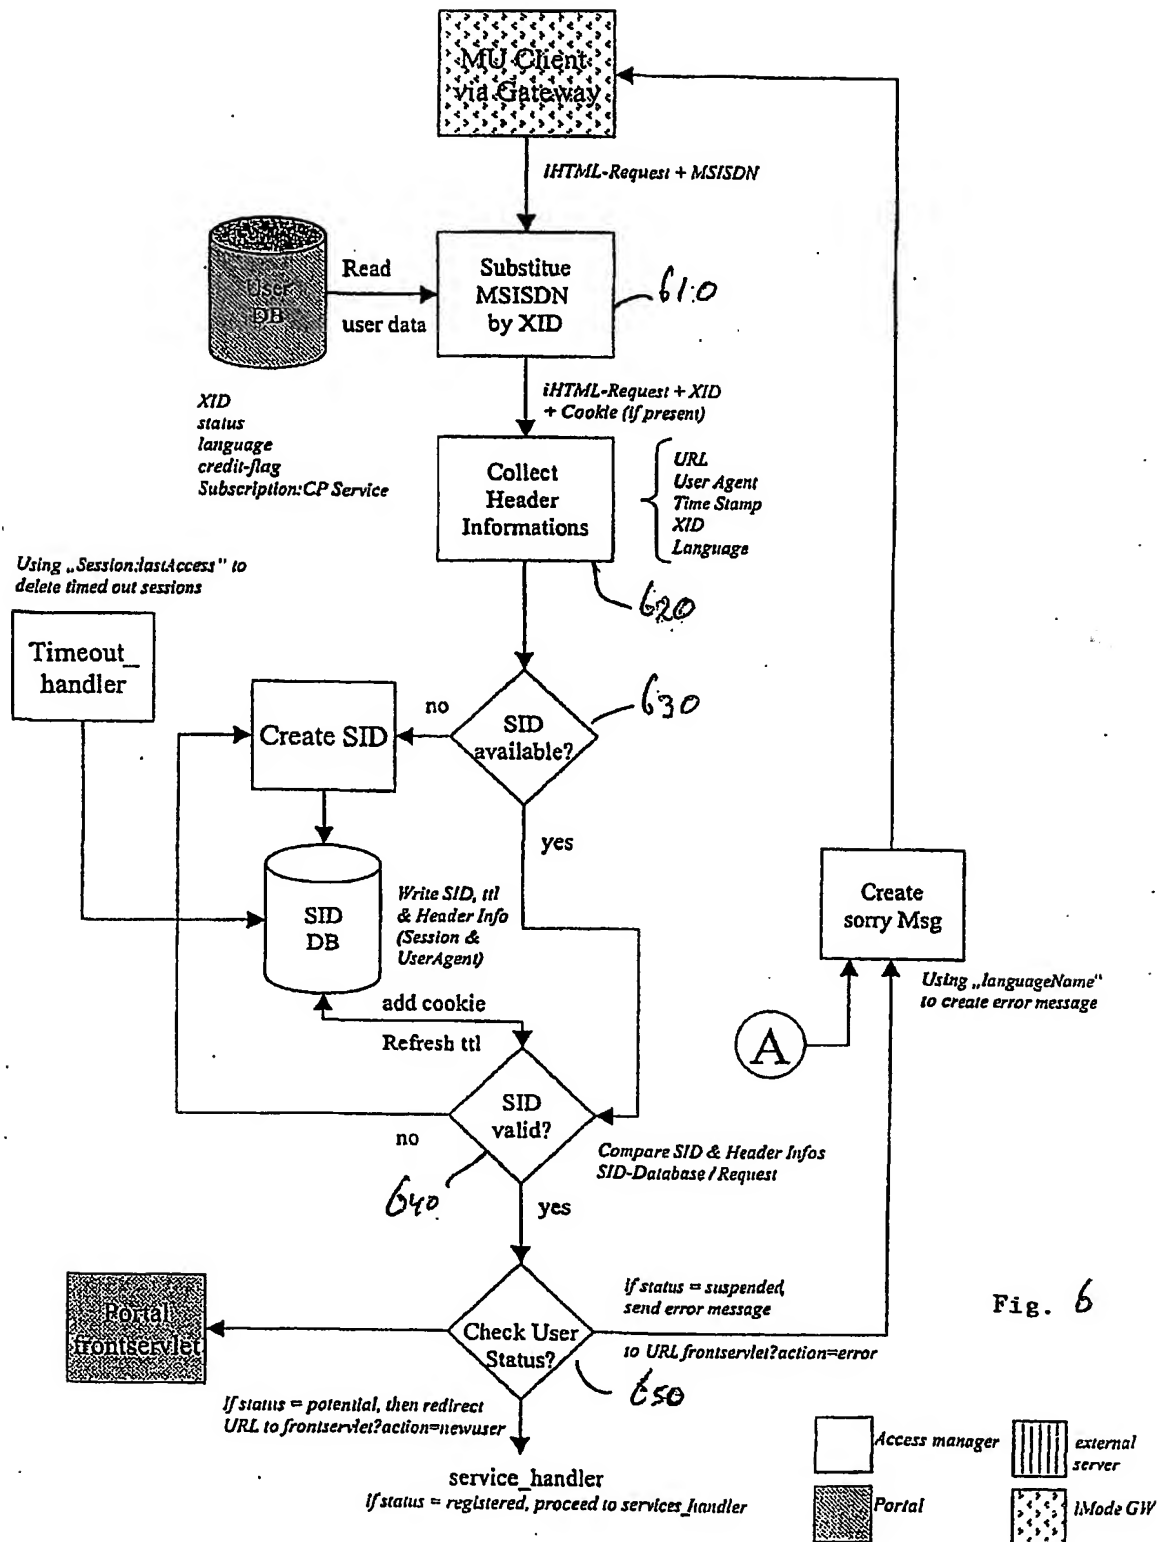 MU Client
via Gateway
iHTML-Request + MSISDN
User
DB
Read
user data
Substitue
MSISDN
by XID
610
XID
status
language
credit-flag
Subscription:CP Service
iHTML-Request + XID
+ Cookie (if present)
Collect
Header
Informations
URL
User Agent
Time Stamp
XID
Language
620
Using „Session:lastAccess" to
delete timed out sessions
Timeout_
handler
Create SID
no
SID
available?
630
yes
SID
DB
Write SID, ttl
& Header Info
(Session &
UserAgent)
Create
sorry Msg
Using „languageName"
to create error message
A
add cookie
Refresh ttl
SID
valid?
no
640
Compare SID & Header Infos
SID-Database / Request
yes
Portal
frontservlet
Check User
Status?
If status = suspended,
send error message
to URL frontservlet?action=error
650
Fig. 6
If status = potential, then redirect
URL to frontservlet?action=newuser
service_handler
If status = registered, proceed to services_handler
Access manager
external
server
Portal
iMode GW